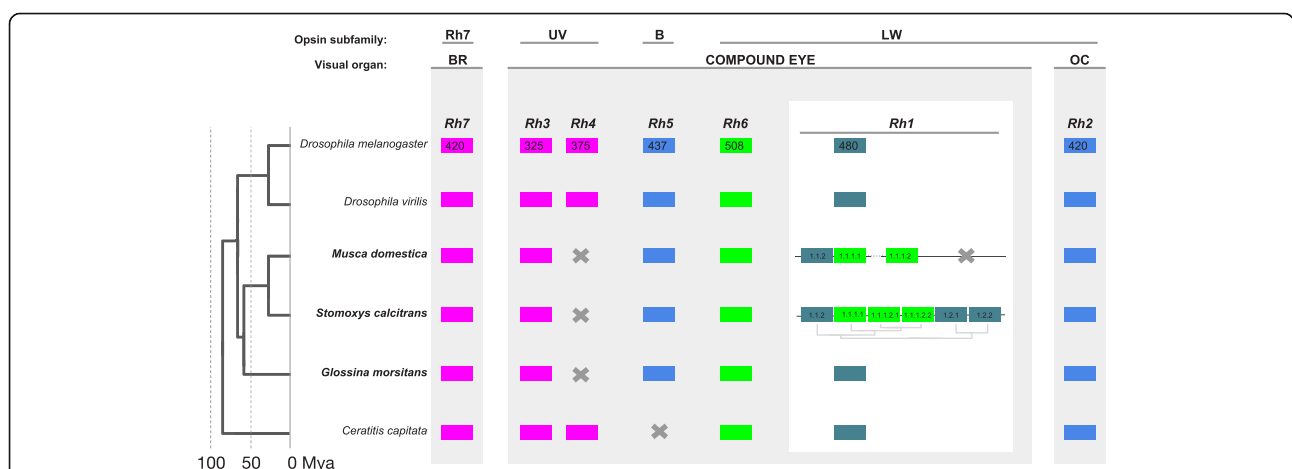 Opsin subfamily: Rh7 UV B LW
Visual organ: BR COMPOUND EYE OC
Rh7 Rh3 Rh4 Rh5 Rh6 Rh1 Rh2
Drosophila melanogaster 420 325 375 437 508 480 420
Drosophila virilis
Musca domestica 1.1.2 1.1.1.1 1.1.1.2
Stomoxys calcitrans 1.1.2 1.1.1.1 1.1.1.2.1 1.1.1.2.2 1.2.1 1.2.2
Glossina morsitans
Ceratitis capitata
100 50 0 Mya